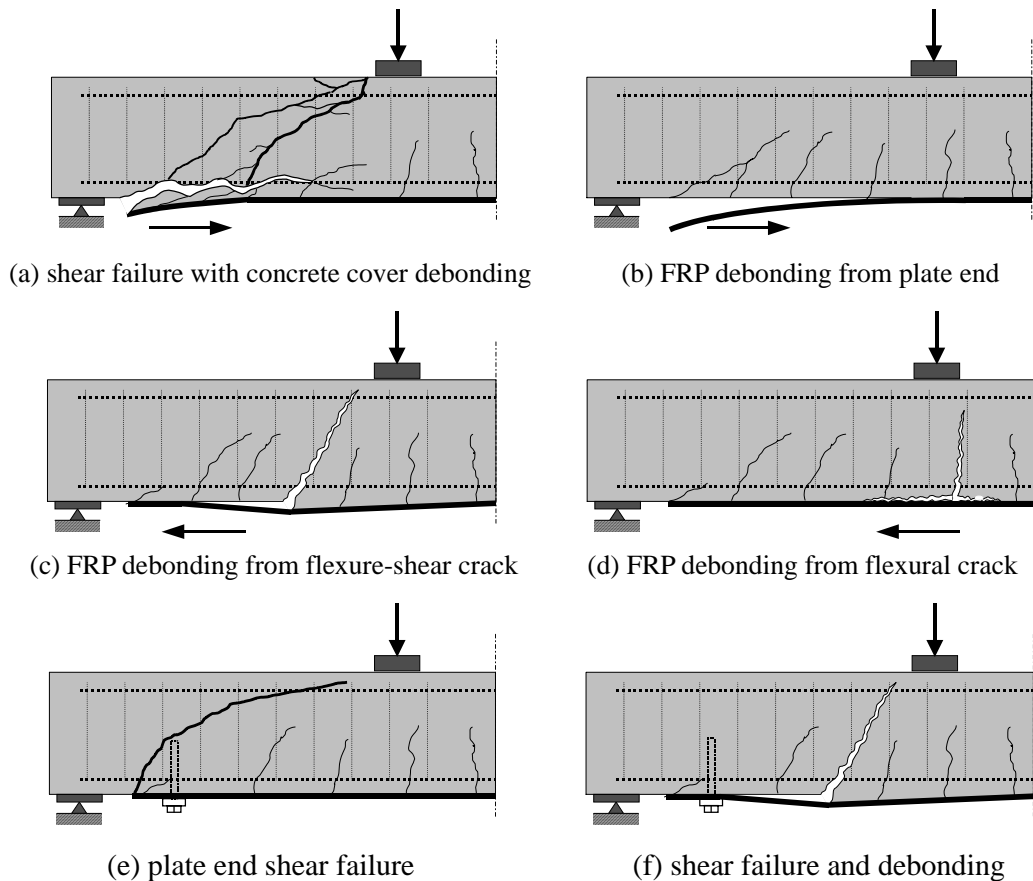 (a) shear failure with concrete cover debonding
(b) FRP debonding from plate end
(c) FRP debonding from flexure-shear crack
(d) FRP debonding from flexural crack
(e) plate end shear failure
(f) shear failure and debonding